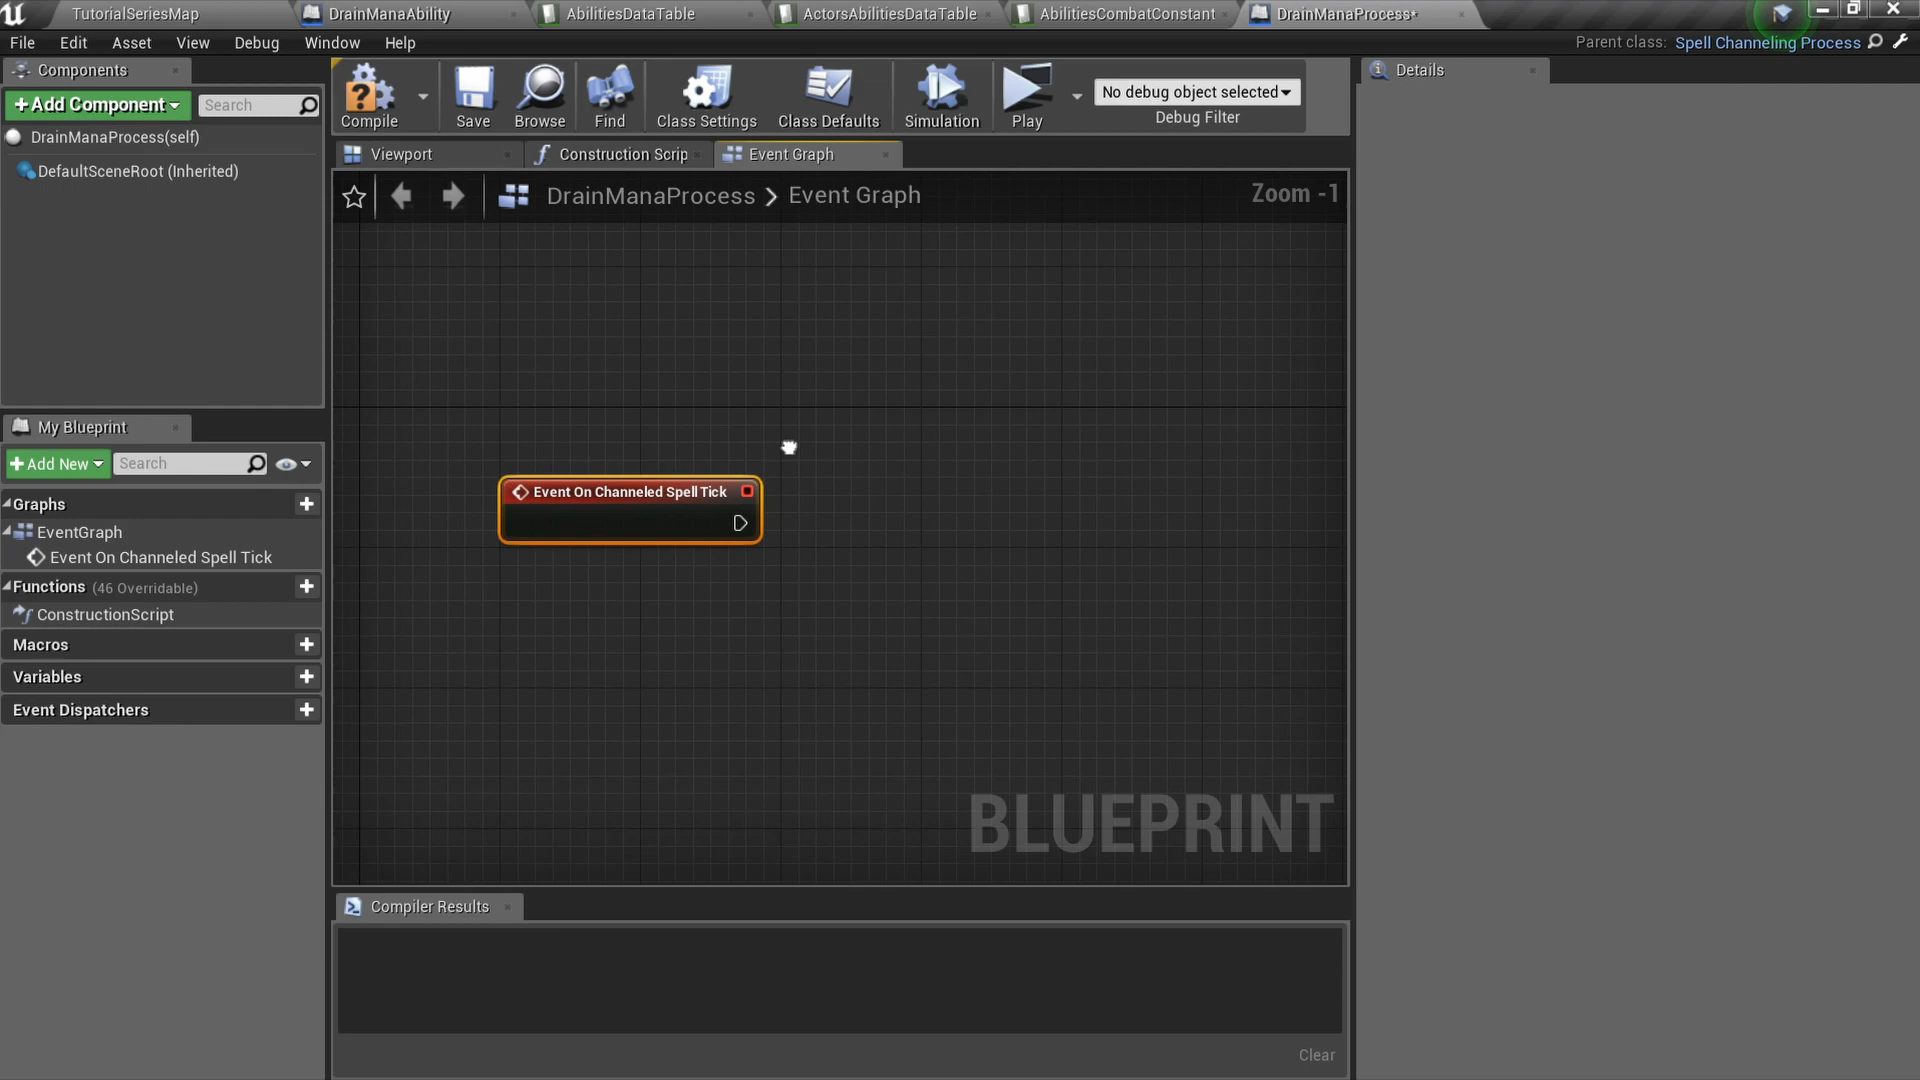 TutorialSeriesMap
DrainManaAbility
AbilitiesDataTable
ActorsAbilitiesDataTable
AbilitiesCombatConstant
DrainManaProcess*
File
Edit
Asset
View
Debug
Window
Help
Parent class:
Spell Channeling Process
Components
+Add Component
Search
DrainManaProcess(self)
DefaultSceneRoot (Inherited)
Compile
Save
Browse
Find
Class Settings
Class Defaults
Simulation
Play
No debug object selected
Debug Filter
Details
Viewport
Construction Scrip
Event Graph
DrainManaProcess > Event Graph
Zoom -1
Event On Channeled Spell Tick
BLUEPRINT
My Blueprint
+Add New
Search
Graphs
EventGraph
Event On Channeled Spell Tick
Functions (46 Overridable)
ConstructionScript
Macros
Variables
Event Dispatchers
Compiler Results
Clear